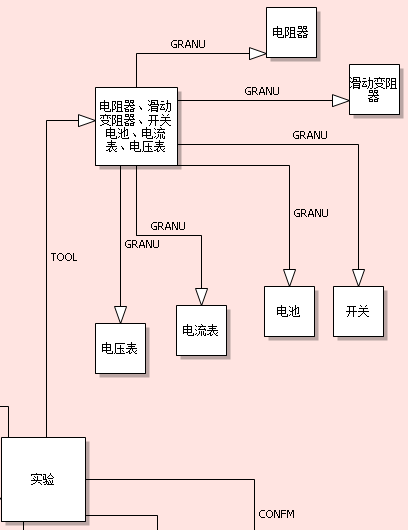 电阻器
GRANU
滑动变阻
器
GRANU
电阻器、滑动
变阻器、开关
电池、电流
表、电压表
GRANU
GRANU
GRANU
GRANU
TOOL
电池
开关
电流表
电压表
实验
CONFM